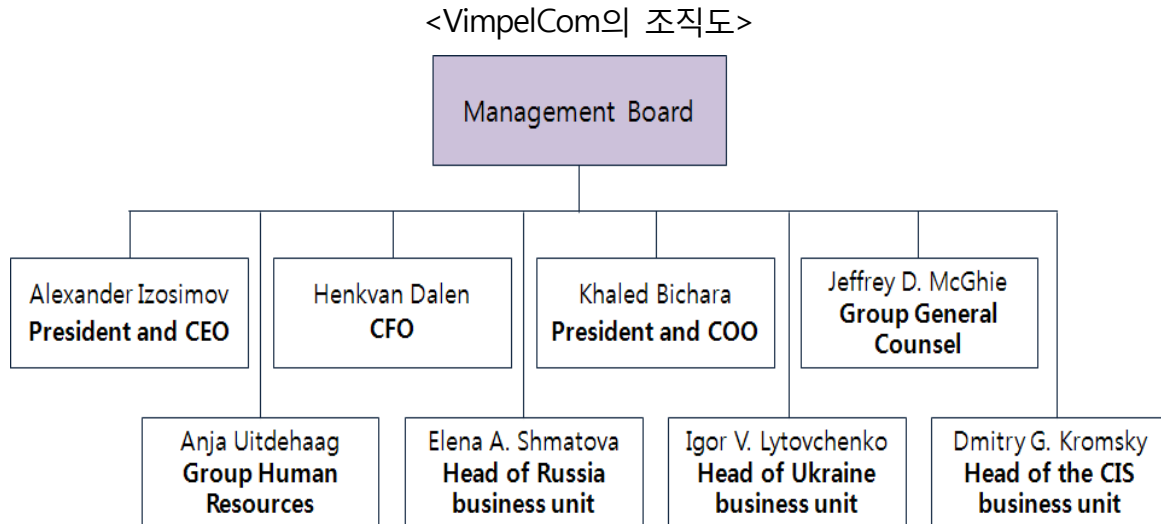 <VimpelCom의 조직도>
Management Board
Alexander Izosimov
President and CEO
Henkvan Dalen
CFO
Khaled Bichara
President and COO
Jeffrey D. McGhie
Group General
Counsel
Anja Uitdehaag
Group Human
Resources
Elena A. Shmatova
Head of Russia
business unit
Igor V. Lytovchenko
Head of Ukraine
business unit
Dmitry G. Kromsky
Head of the CIS
business unit